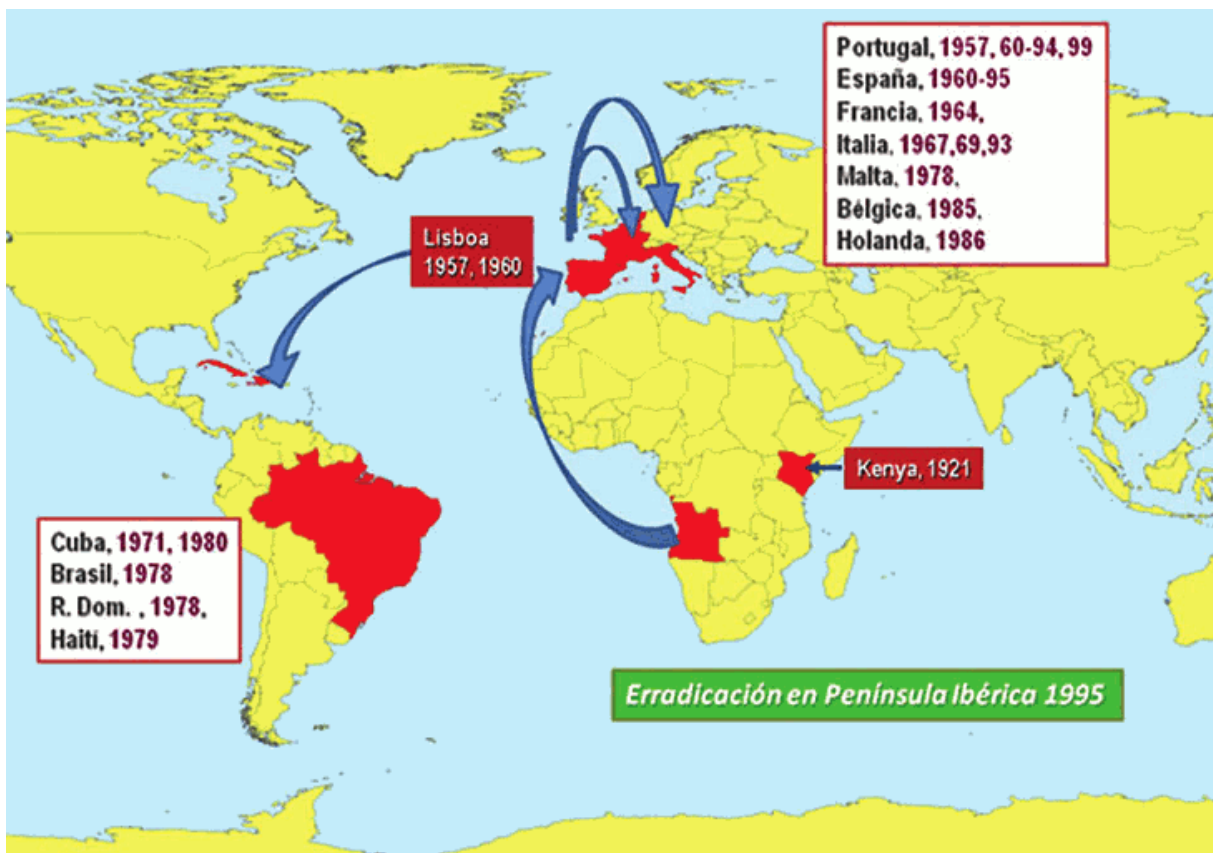 Portugal, 1957, 60-94, 99
España, 1960-95
Francia, 1964,
Italia, 1967,69,93
Malta, 1978,
Bélgica, 1985,
Holanda, 1986
Lisboa
1957, 1960
Kenya, 1921
Cuba, 1971, 1980
Brasil, 1978
R. Dom. , 1978,
Haití, 1979
Erradicación en Península Ibérica 1995